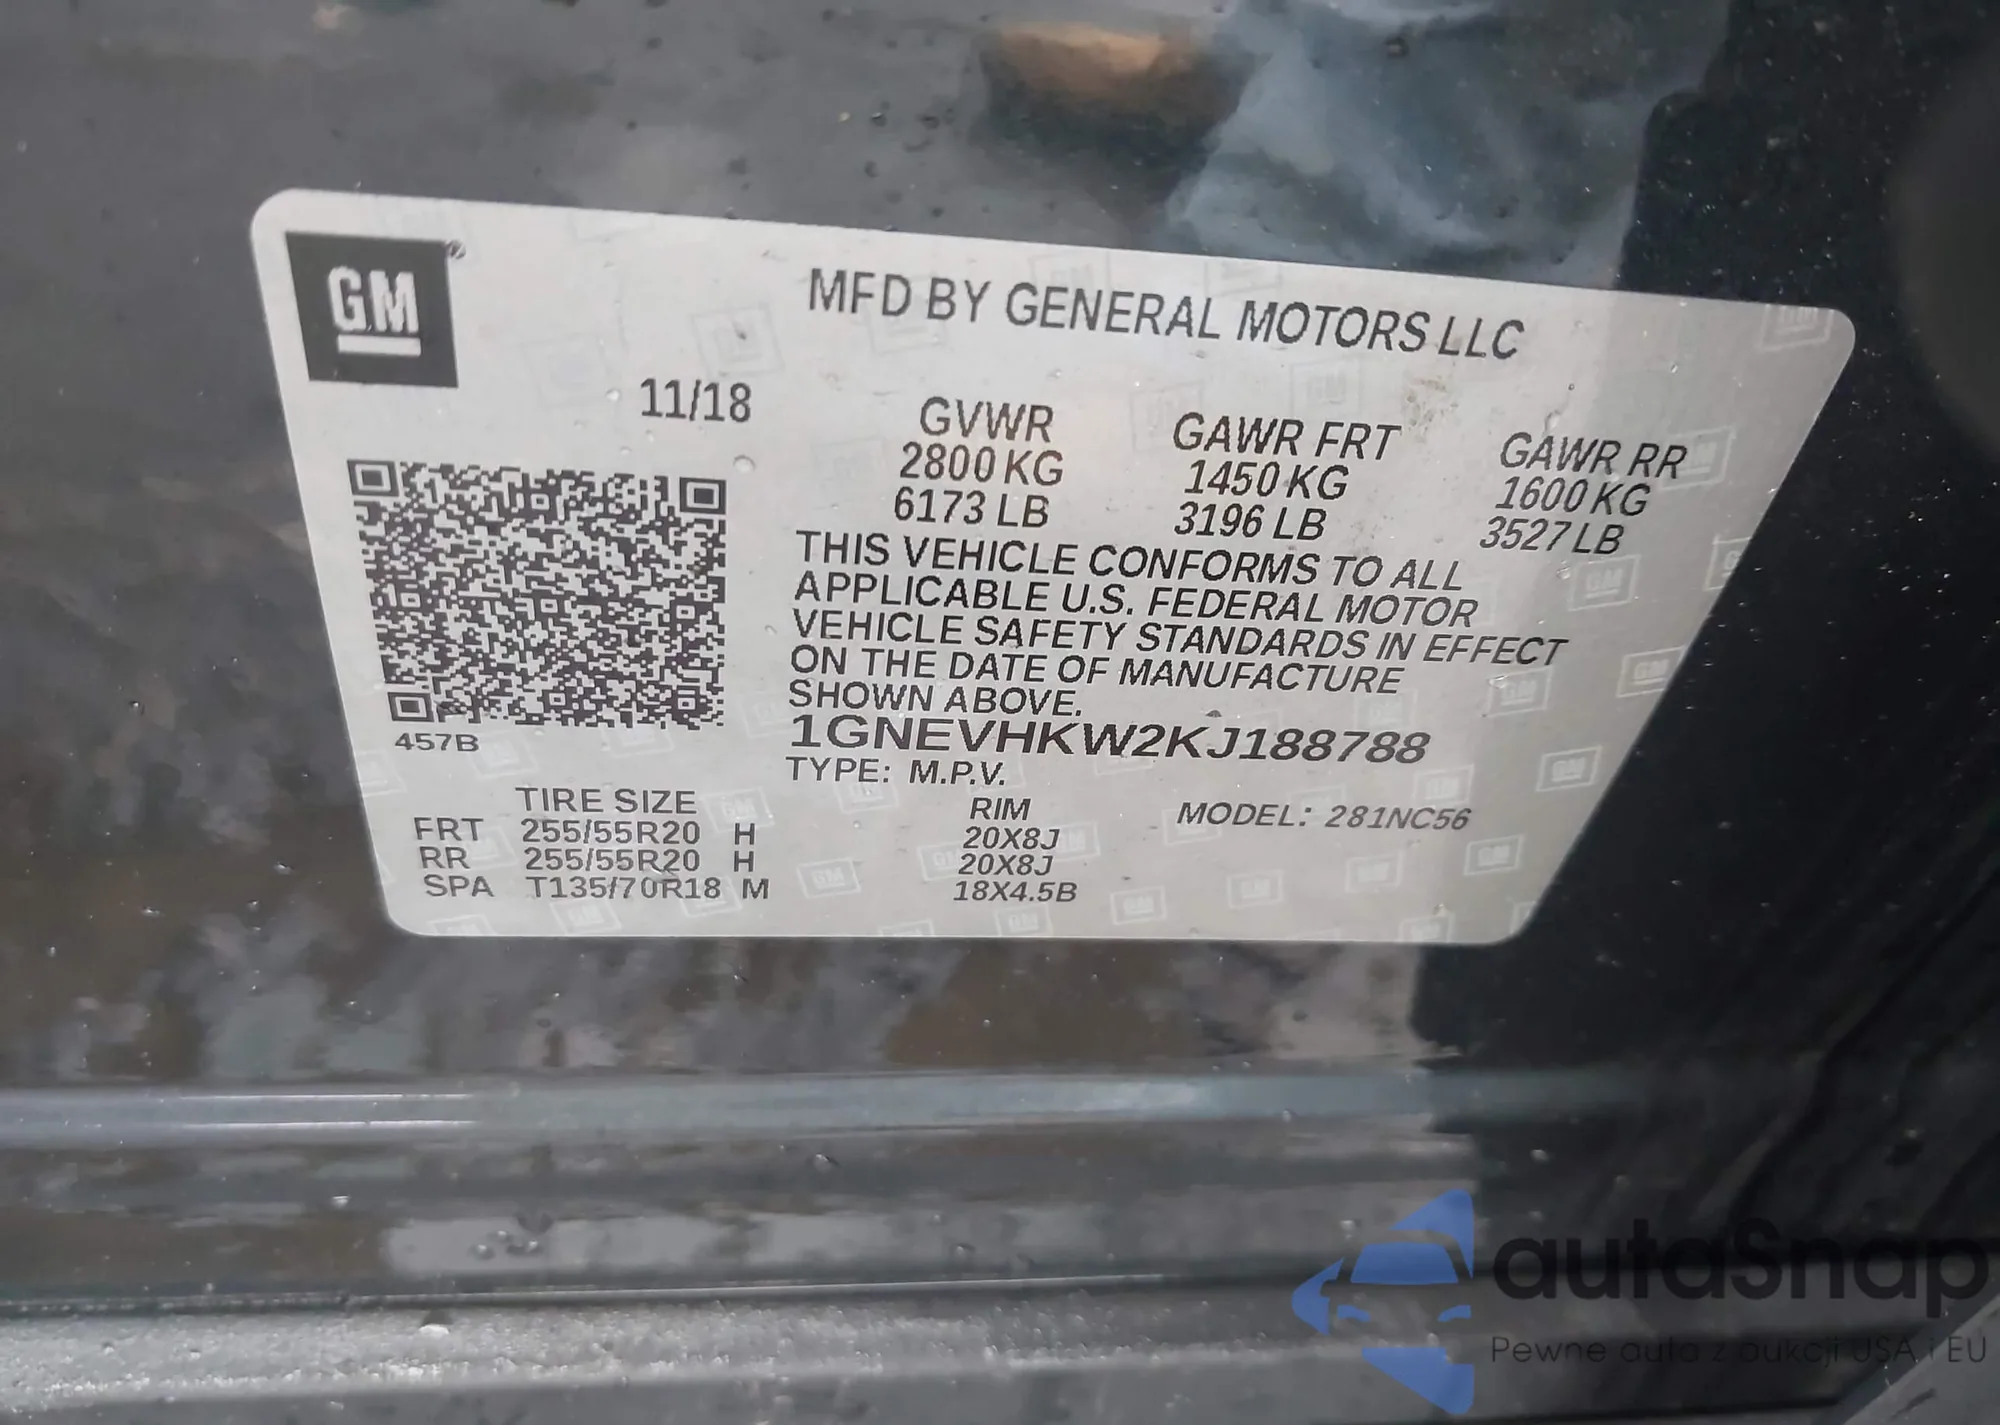 GM®
MFD BY GENERAL MOTORS LLC
11/18
GVWR GAWR FRT GAWR RR
2800 KG 1450 KG 1600 KG
6173 LB 3196 LB 3527 LB
THIS VEHICLE CONFORMS TO ALL
APPLICABLE U.S. FEDERAL MOTOR
VEHICLE SAFETY STANDARDS IN EFFECT
ON THE DATE OF MANUFACTURE
SHOWN ABOVE.
457B
1GNEVHKW2KJ188788
TYPE: M.P.V.
TIRE SIZE RIM MODEL: 281NC56
FRT 255/55R20 H 20X8J
RR 255/55R20 H 20X8J
SPA T135/70R18 M 18X4.5B
autaSnap
Pewne auta z aukcji USA i EU